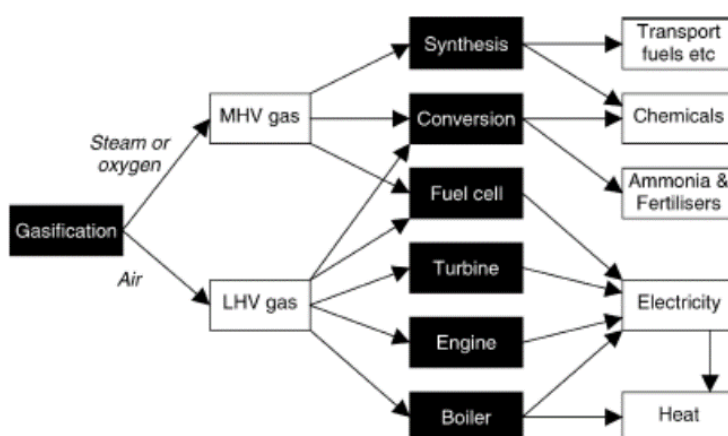 Synthesis
Transport
fuels etc
MHV gas
Conversion
Chemicals
Steam or
oxygen
Fuel cell
Ammonia &
Fertilisers
Gasification
Air
Turbine
LHV gas
Electricity
Engine
Boiler
Heat